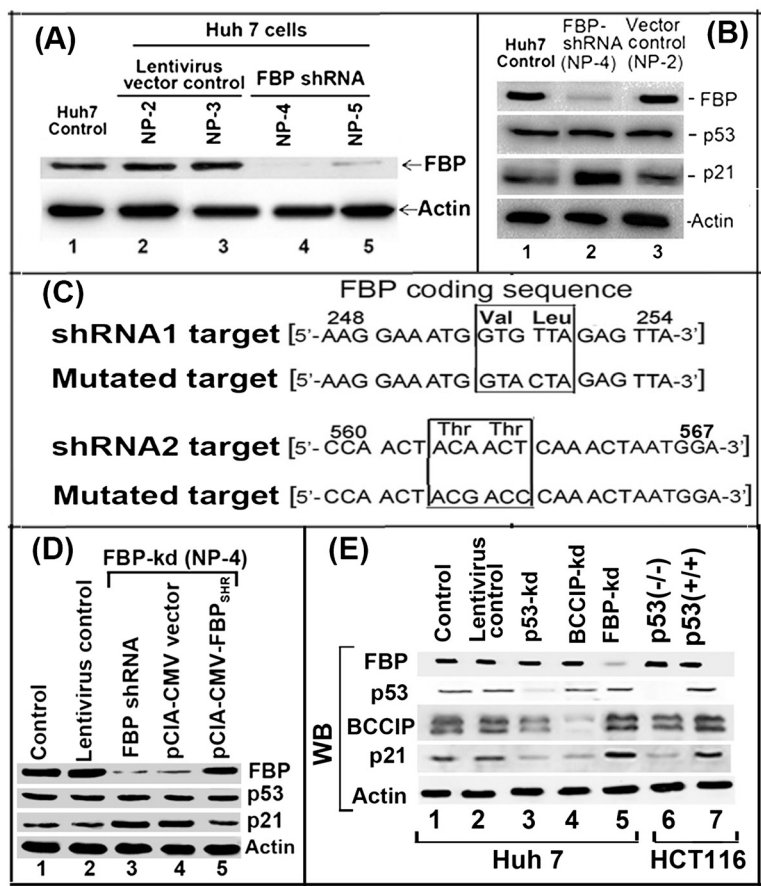 (A)
Huh 7 cells
Lentivirus
vector control
FBP shRNA
Huh7
Control
NP-2
NP-3
NP-4
NP-5
←FBP
←Actin
1 2 3 4 5
(B)
Huh7
Control
FBP-
shRNA
(NP-4)
Vector
control
(NP-2)
- FBP
- p53
- p21
-Actin
1 2 3
(C)
FBP coding sequence
248 Val Leu 254
shRNA1 target [5'-AAG GAA ATG GTG TTA GAG TTA-3']
Mutated target [5'-AAG GAA ATG GTA CTA GAG TTA-3']
560 Thr Thr 567
shRNA2 target [5'-CCA ACT ACA ACT CAA ACTAATGGA-3']
Mutated target [5'-CCA ACT ACG ACC CAA ACTAATGGA-3']
(D)
FBP-kd (NP-4)
Control
Lentivirus control
FBP shRNA
pCIA-CMV vector
pCIA-CMV-FBPSHR
FBP
p53
p21
Actin
1 2 3 4 5
(E)
Control
Lentivirus
control
p53-kd
BCCIP-kd
FBP-kd
p53(-/-)
p53(+/+)
WB
FBP
p53
BCCIP
p21
Actin
1 2 3 4 5 6 7
Huh 7 HCT116